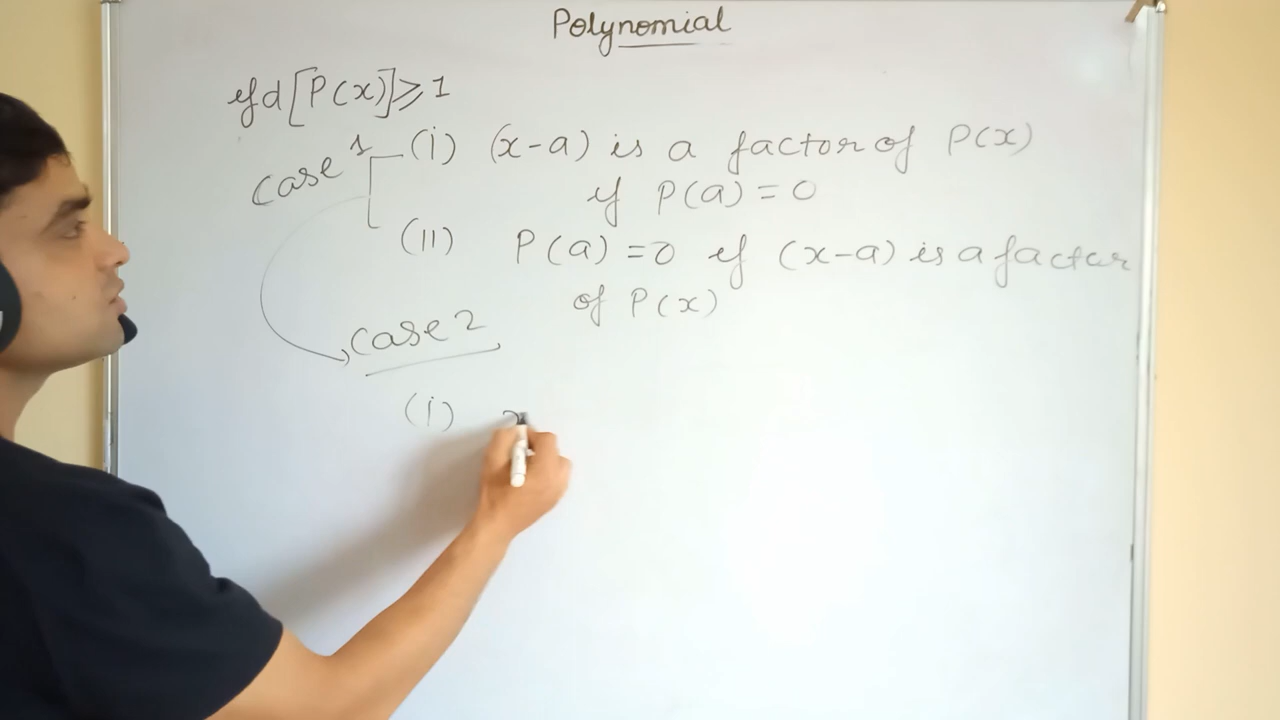 Polynomial
if d[P(x)]≥1
case 1 (i) (x-a) is a factor of P(x)
if P(a)=0
(II) P(a)=0 if (x-a) is a factor
of P(x)
case 2
(i)